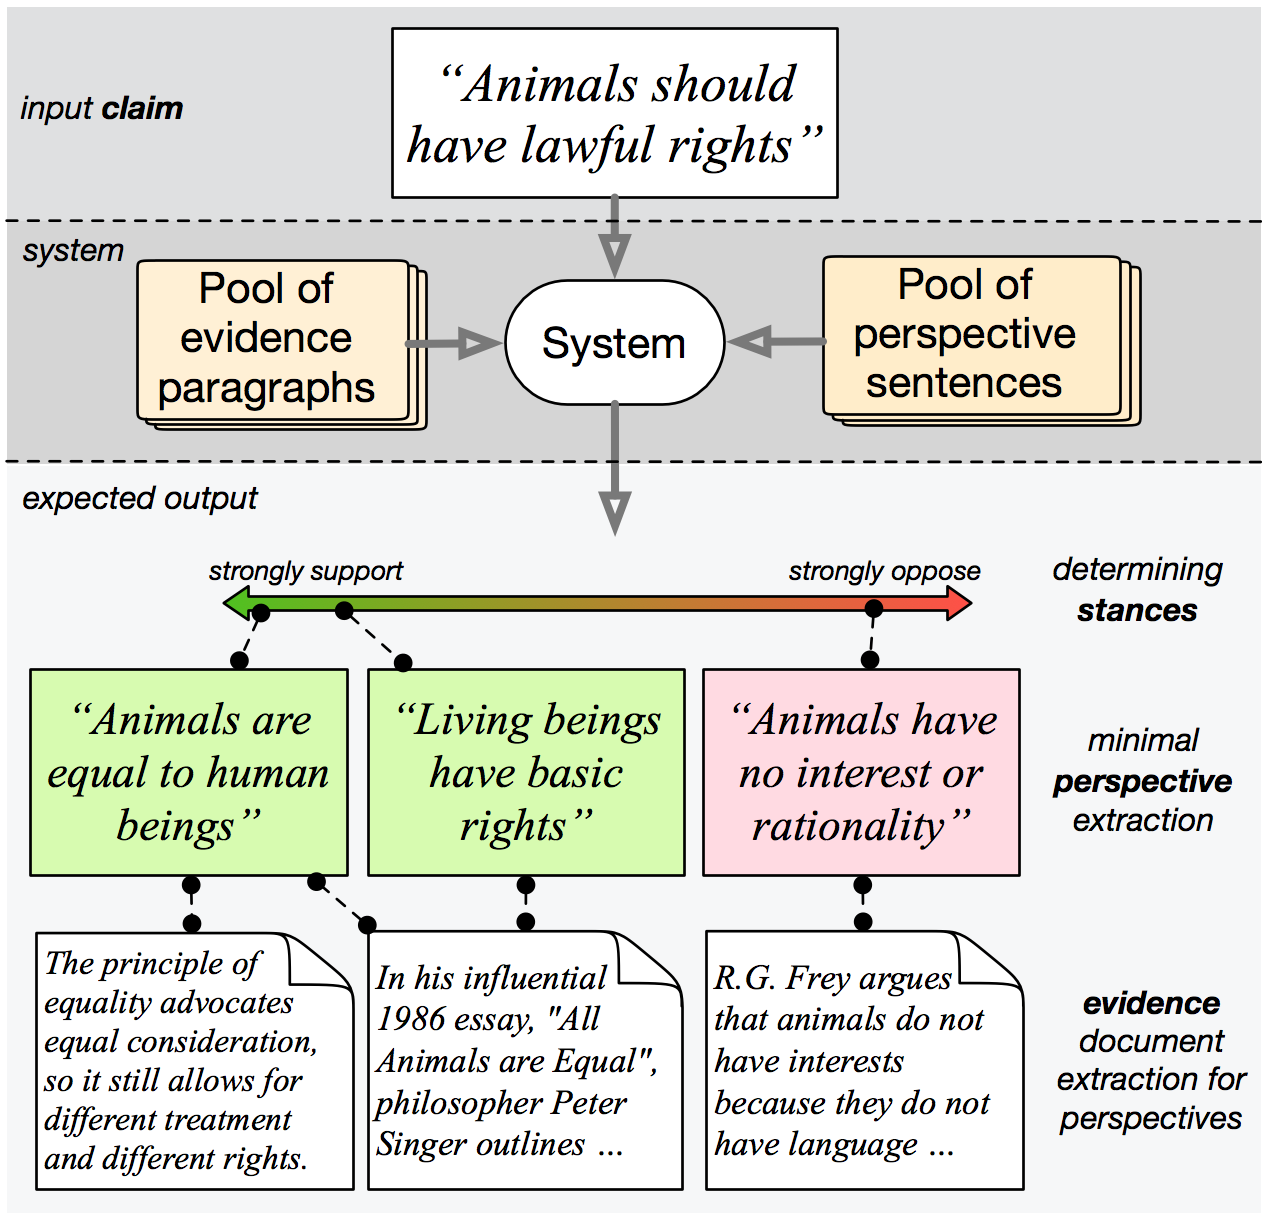 “Animals should
have lawful rights”
input claim
system
Pool of
evidence
paragraphs
System
Pool of
perspective
sentences
expected output
strongly support
strongly oppose
determining
stances
“Animals are
equal to human
beings”
“Living beings
have basic
rights”
“Animals have
no interest or
rationality”
minimal
perspective
extraction
The principle of
equality advocates
equal consideration,
so it still allows for
different treatment
and different rights.
In his influential
1986 essay, "All
Animals are Equal",
philosopher Peter
Singer outlines ...
R.G. Frey argues
that animals do not
have interests
because they do not
have language ...
evidence
document
extraction for
perspectives